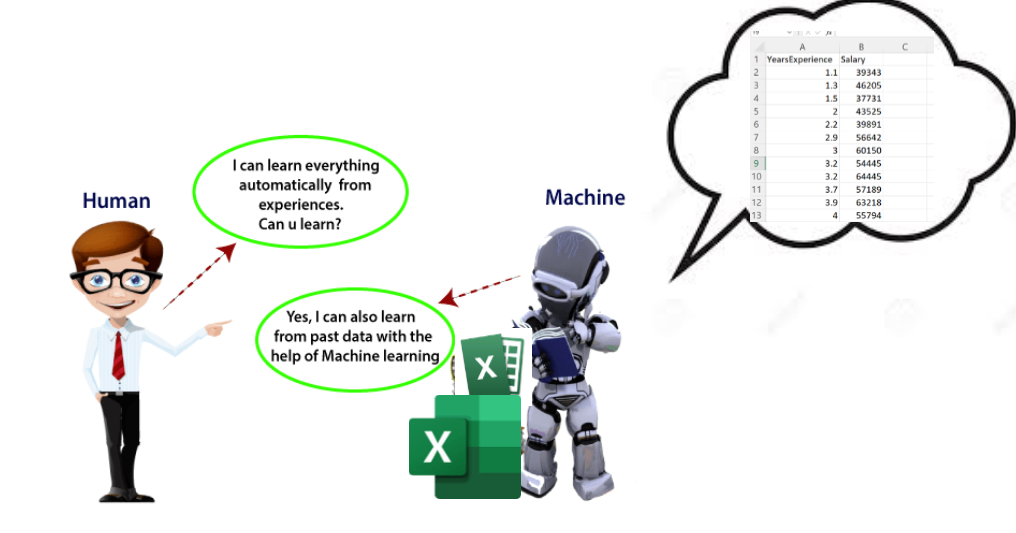 Human
I can learn everything
automatically from
experiences.
Can u learn?
Machine
Yes, I can also learn
from past data with the
help of Machine learning
X
X
fx
A B C
1 YearsExperience Salary
2 1.1 39343
3 1.3 46205
4 1.5 37731
5 2 43525
6 2.2 39891
7 2.9 56642
8 3 60150
9 3.2 54445
10 3.2 64445
11 3.7 57189
12 3.9 63218
13 4 55794